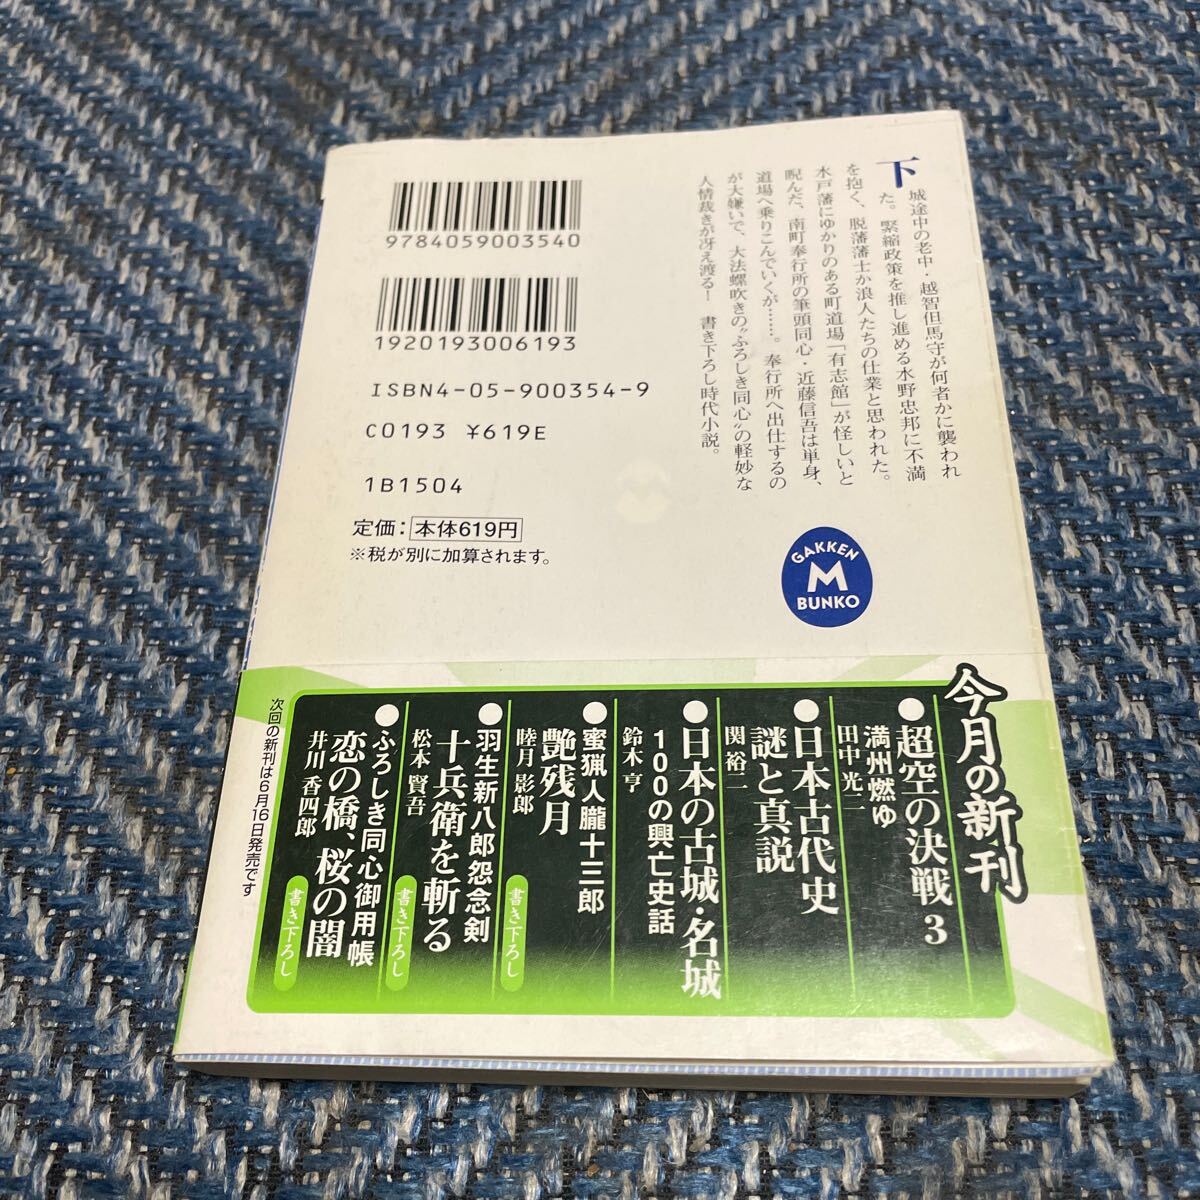 下城途中の老中・越智但馬守が何者かに襲われ
た。緊縮政策を推し進める水野忠邦に不満
を抱く、脱藩藩士か浪人たちの仕業と思われた。
水戸藩にゆかりのある町道場「有志館」が怪しいと
睨んだ、南町奉行所の筆頭同心・近藤信吾は単身、
道場へ乗りこんでいくが……。奉行所へ出仕するの
が大嫌いで、大法螺吹きの"ふろしき同心"の軽妙な
人情裁きが冴え渡る! 書き下ろし時代小説。
9784059003540
1920193006193
ISBN4-05-900354-9
C0193 ¥619E
1B1504
定価:本体619円
※税が別に加算されます。
GAKKEN
M
BUNKO
今月の新刊
●超空の決戦3
満州燃ゆ
田中光二
●日本古代史
謎と真説
関裕二
●日本の古城・名城
100の興亡史話
鈴木亨
●蜜猟人朧十三郎
艶残月
睦月影郎
書き下ろし
●羽生新八郎怨念剣
十兵衛を斬る
松本賢吾
書き下ろし
●ふろしき同心御用帳
恋の橋、桜の闇
井川香四郎
書き下ろし
次回の新刊は6月16日発売です